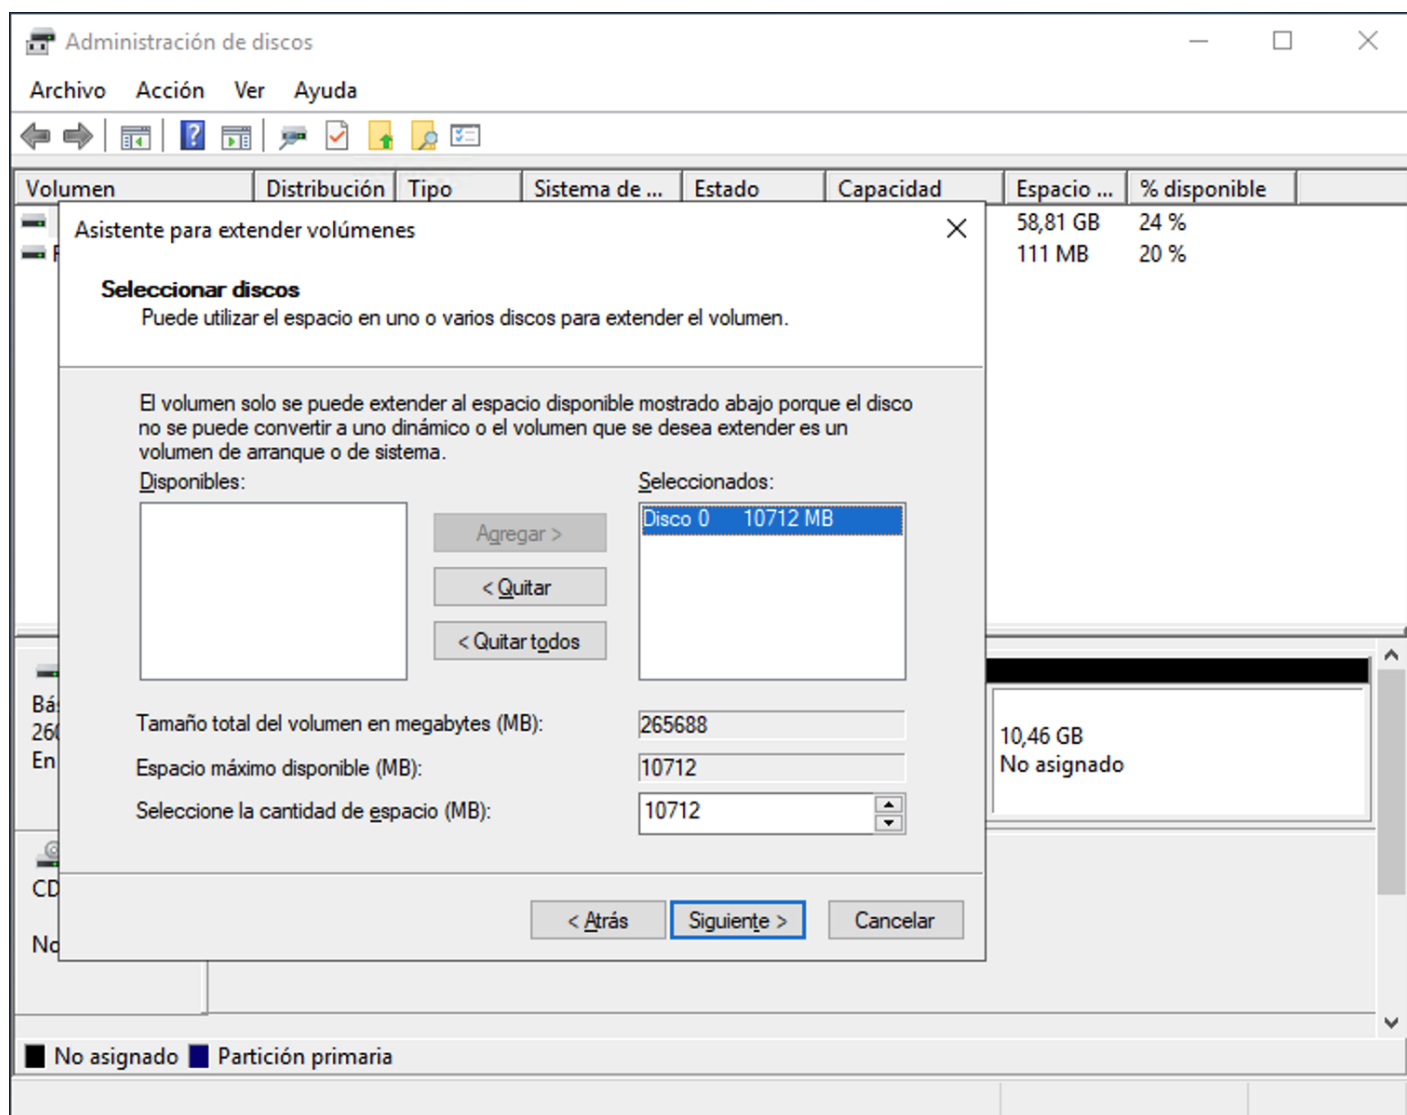 Administración de discos
Archivo Acción Ver Ayuda
Volumen Distribución Tipo Sistema de ... Estado Capacidad Espacio ... % disponible
58,81 GB 24 %
111 MB 20 %
Asistente para extender volúmenes
Seleccionar discos
Puede utilizar el espacio en uno o varios discos para extender el volumen.
El volumen solo se puede extender al espacio disponible mostrado abajo porque el disco
no se puede convertir a uno dinámico o el volumen que se desea extender es un
volumen de arranque o de sistema.
Disponibles: Seleccionados:
Disco 0 10712 MB
Agregar >
< Quitar
< Quitar todos
Tamaño total del volumen en megabytes (MB): 265688
Espacio máximo disponible (MB): 10712
Seleccione la cantidad de espacio (MB): 10712
< Atrás Siguiente > Cancelar
10,46 GB
No asignado
En
CD
No asignado Partición primaria